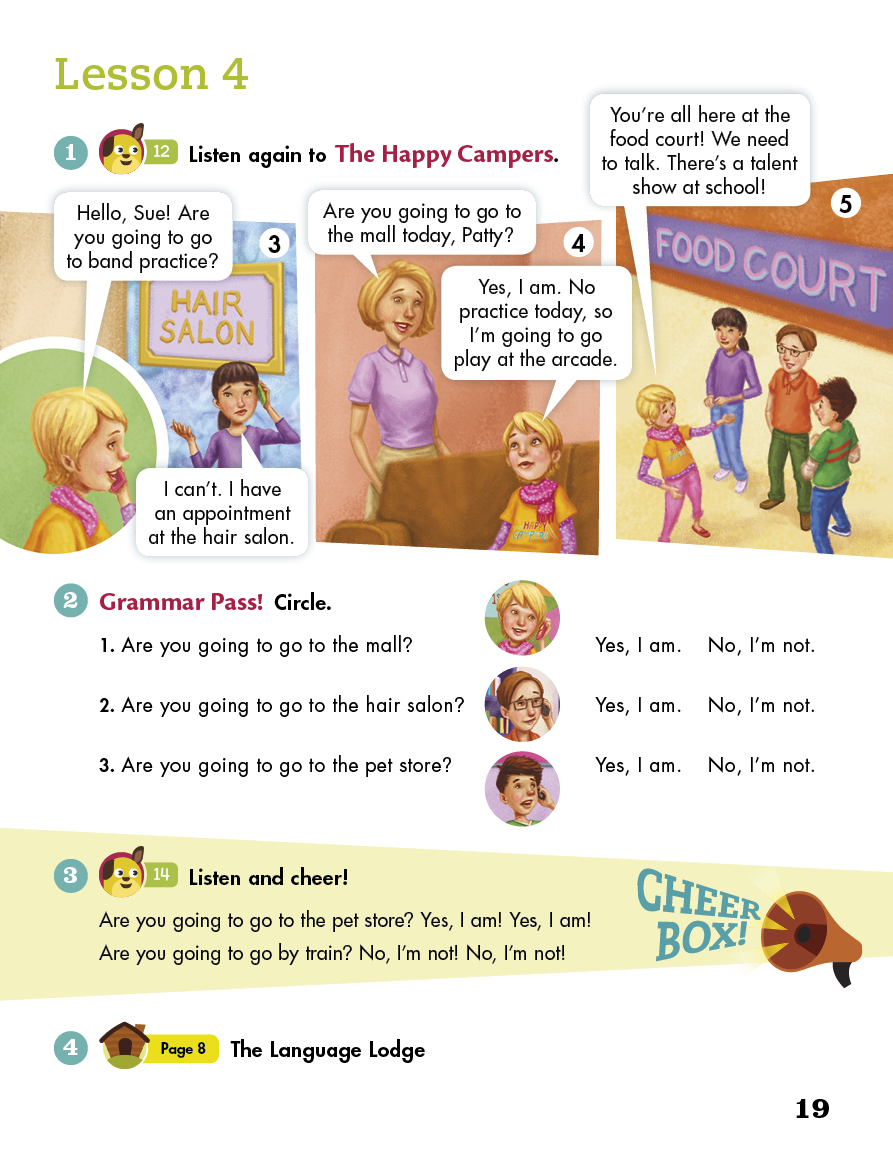 Lesson 4
1
12
Listen again to The Happy Campers.
Hello, Sue! Are
you going to go
to band practice?
3
HAIR
SALON
I can't. I have
an appointment
at the hair salon.
Are you going to go to
the mall today, Patty?
4
Yes, I am. No
practice today, so
I'm going to go
play at the arcade.
HAPPY
CAMPERS
You're all here at the
food court! We need
to talk. There's a talent
show at school!
5
FOOD COURT
2
Grammar Pass! Circle.
1. Are you going to go to the mall? Yes, I am. No, I'm not.
2. Are you going to go to the hair salon? Yes, I am. No, I'm not.
3. Are you going to go to the pet store? Yes, I am. No, I'm not.
3
14
Listen and cheer!
Are you going to go to the pet store? Yes, I am! Yes, I am!
Are you going to go by train? No, I'm not! No, I'm not!
CHEER
BOX!
4
Page 8
The Language Lodge
19